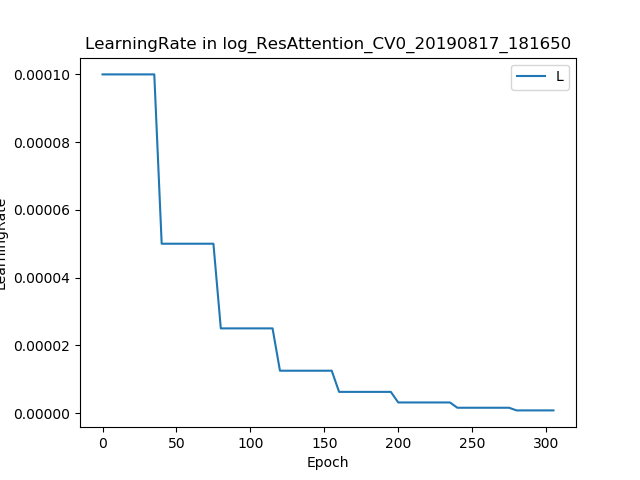 LearningRate in log_ResAttention_CV0_20190817_181650
L
0.00010
0.00008
0.00006
0.00004
0.00002
0.00000
LearningRate
0 50 100 150 200 250 300
Epoch